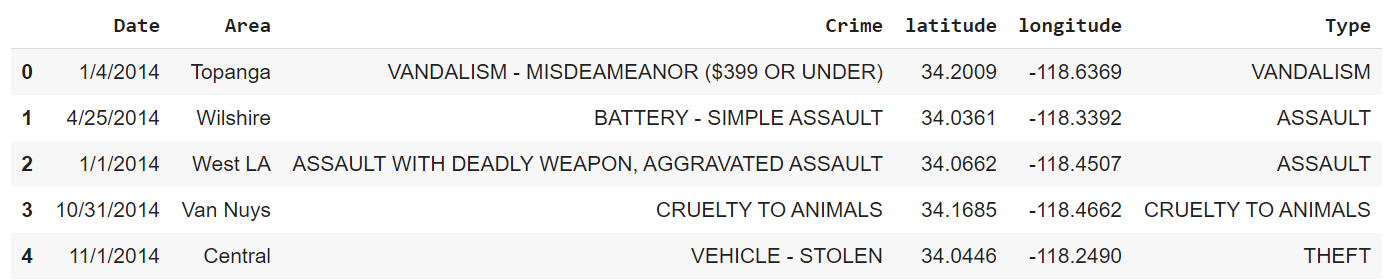 Date Area Crime latitude longitude Type
0 1/4/2014 Topanga VANDALISM - MISDEAMEANOR ($399 OR UNDER) 34.2009 -118.6369 VANDALISM
1 4/25/2014 Wilshire BATTERY - SIMPLE ASSAULT 34.0361 -118.3392 ASSAULT
2 1/1/2014 West LA ASSAULT WITH DEADLY WEAPON, AGGRAVATED ASSAULT 34.0662 -118.4507 ASSAULT
3 10/31/2014 Van Nuys CRUELTY TO ANIMALS 34.1685 -118.4662 CRUELTY TO ANIMALS
4 11/1/2014 Central VEHICLE - STOLEN 34.0446 -118.2490 THEFT